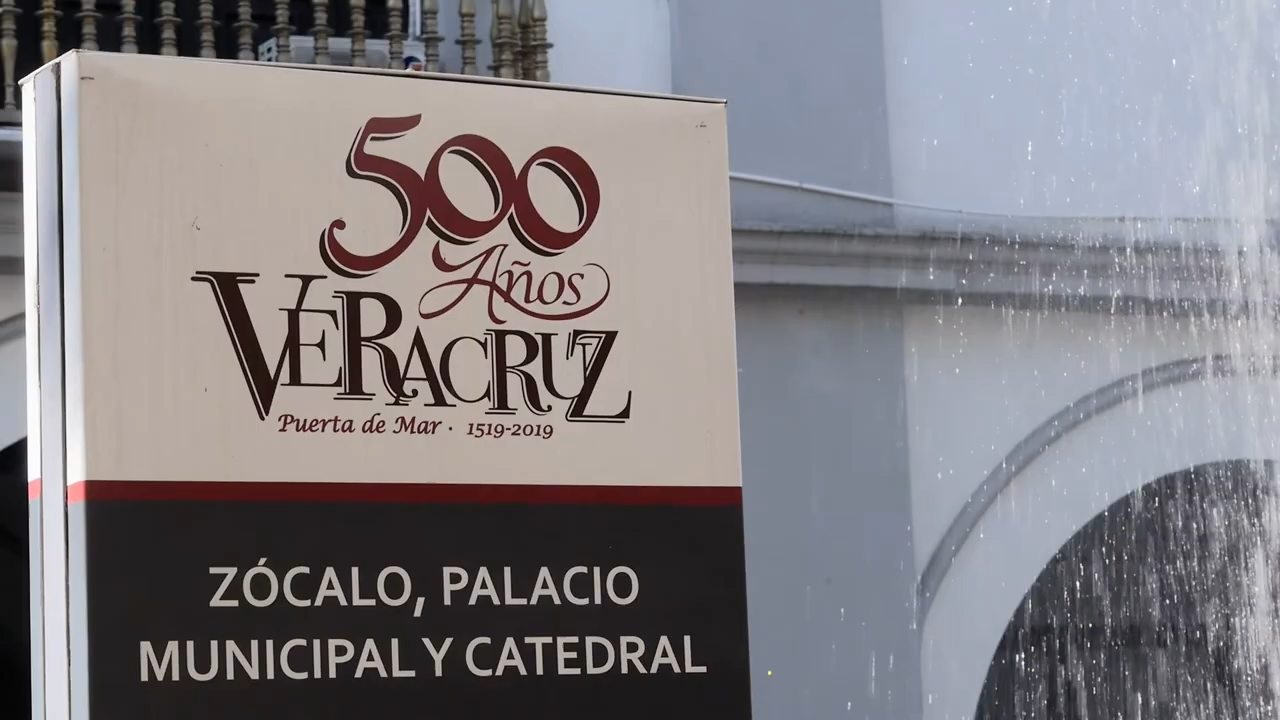 500
Años
VERACRUZ
Puerta de Mar · 1519-2019
ZÓCALO, PALACIO
MUNICIPAL Y CATEDRAL